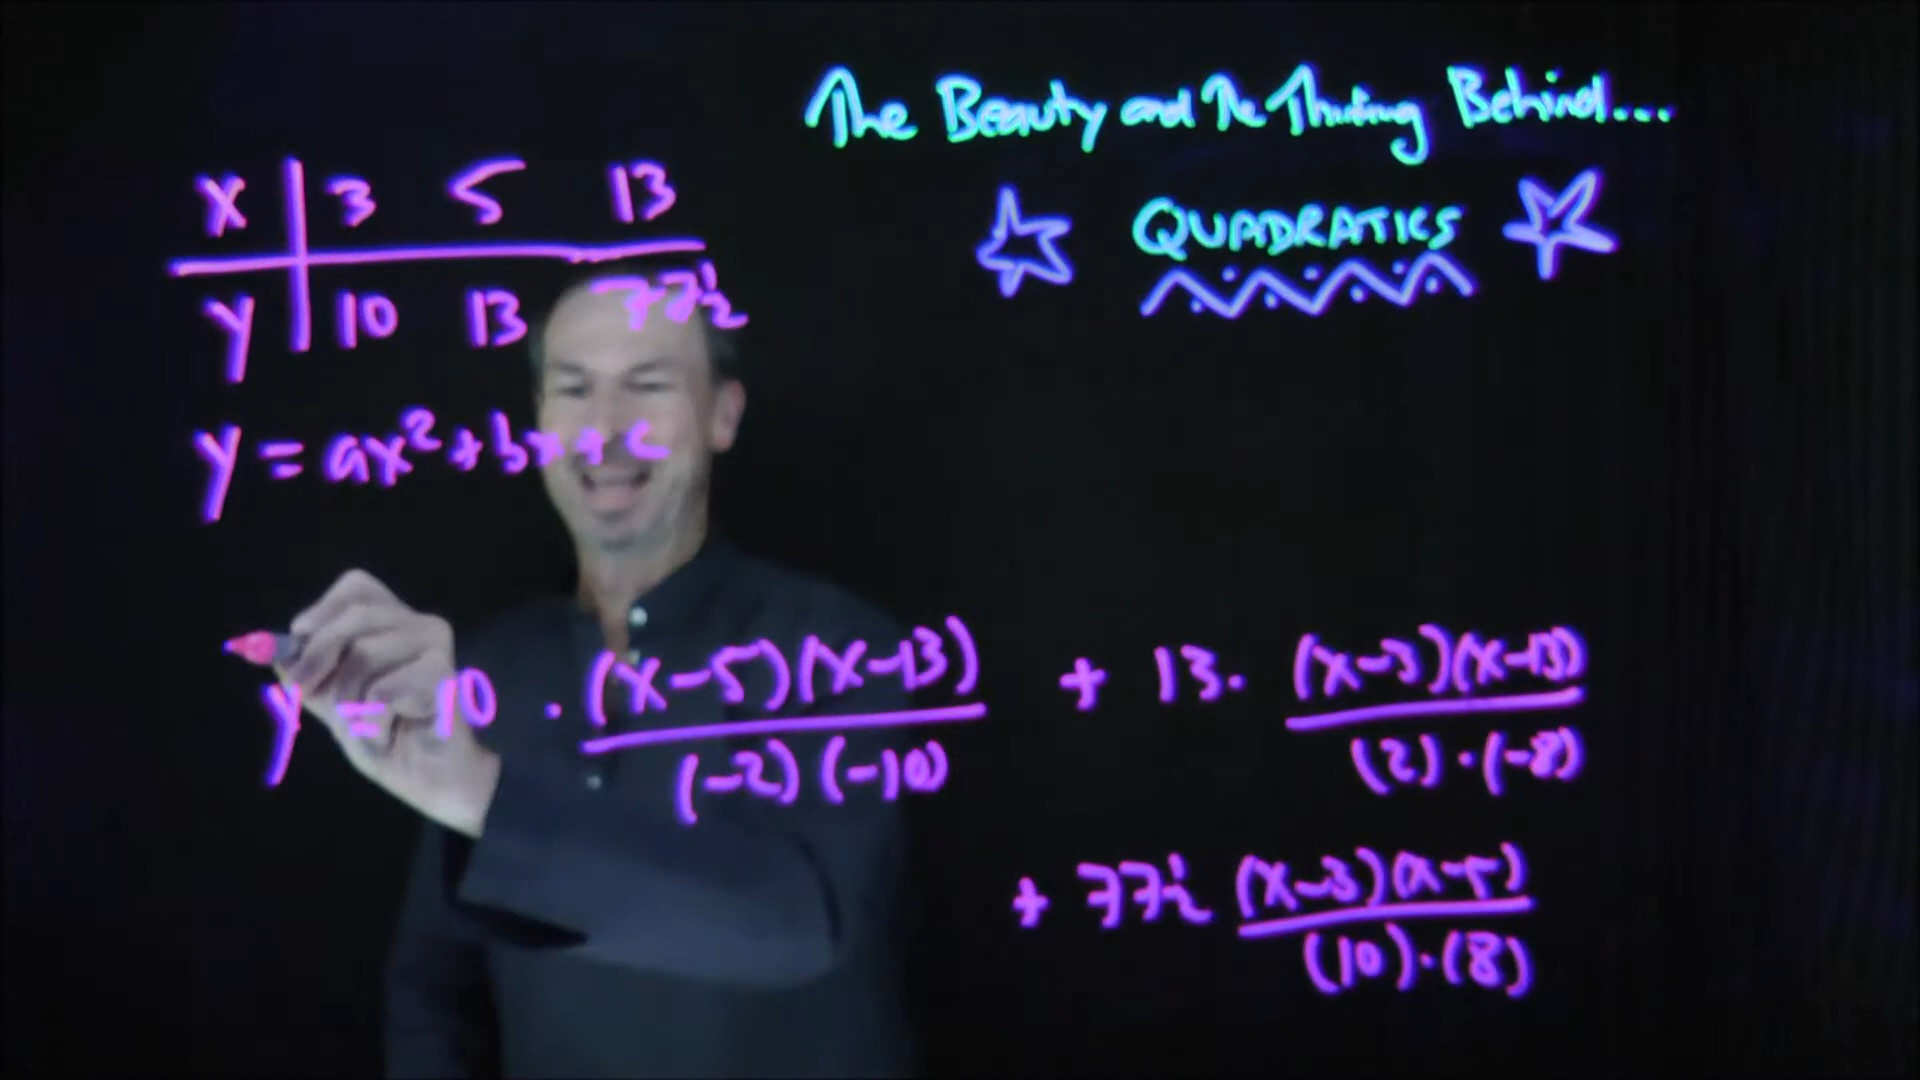 The Beauty and The Thinking Behind...
QUADRATICS
x | 3 5 13
y | 10 13 77½
y = ax² + bx + c
y = 10 · (x-5)(x-13) / (-2)(-10) + 13 · (x-3)(x-13) / (2)·(-8)
+ 77½ (x-3)(x-5) / (10)·(8)